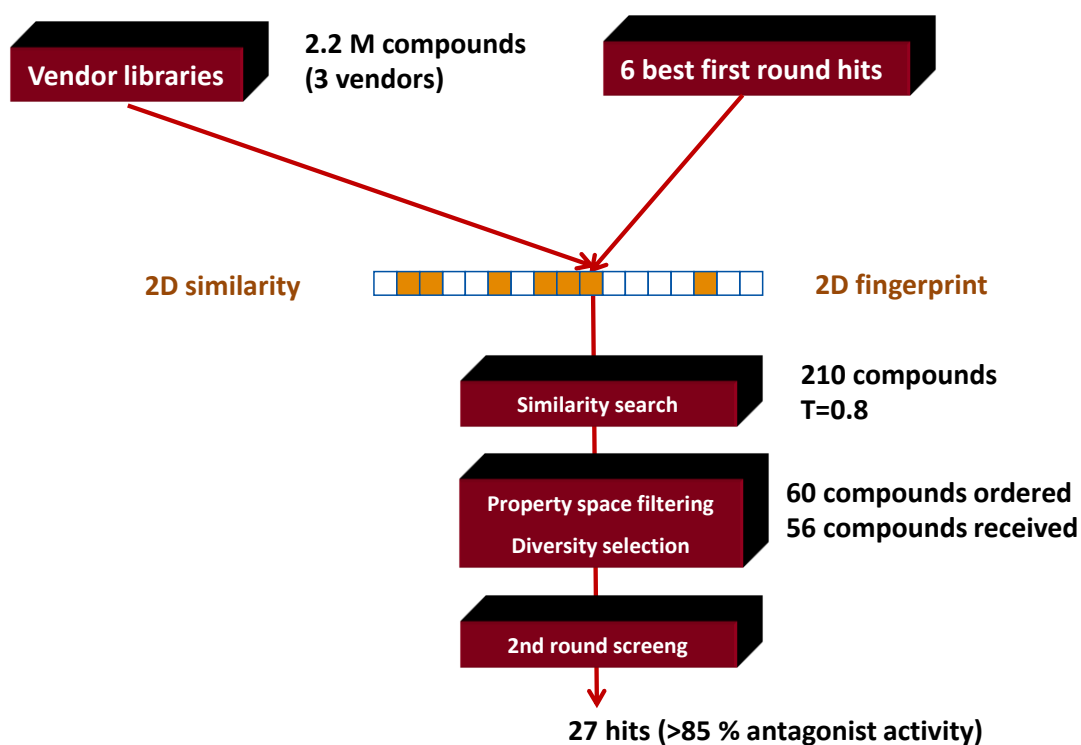 Vendor libraries
2.2 M compounds
(3 vendors)
6 best first round hits
2D similarity
2D fingerprint
Similarity search
210 compounds
T=0.8
Property space filtering
Diversity selection
60 compounds ordered
56 compounds received
2nd round screeng
27 hits (>85 % antagonist activity)